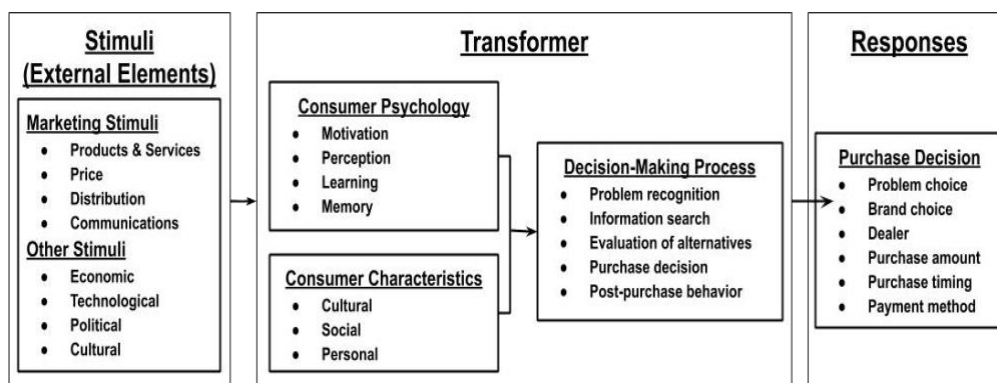 Stimuli
(External Elements)
Marketing Stimuli
Products & Services
Price
Distribution
Communications
Other Stimuli
Economic
Technological
Political
Cultural
Transformer
Consumer Psychology
Motivation
Perception
Learning
Memory
Consumer Characteristics
Cultural
Social
Personal
Decision-Making Process
Problem recognition
Information search
Evaluation of alternatives
Purchase decision
Post-purchase behavior
Responses
Purchase Decision
Problem choice
Brand choice
Dealer
Purchase amount
Purchase timing
Payment method